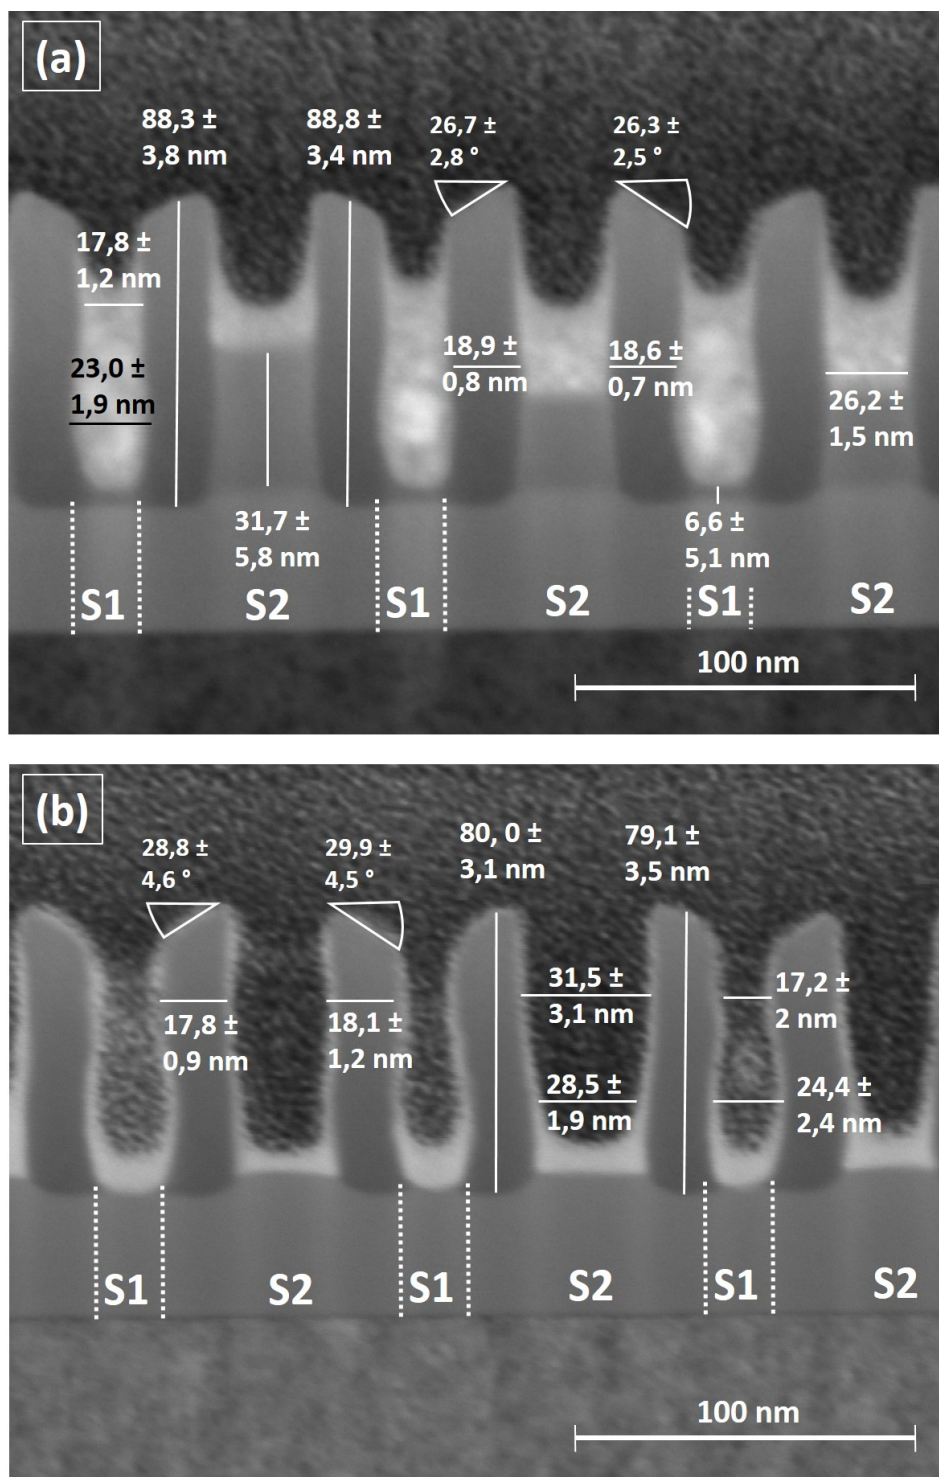 (a)
88,3 ±
3,8 nm
88,8 ±
3,4 nm
26,7 ±
2,8 °
26,3 ±
2,5 °
17,8 ±
1,2 nm
23,0 ±
1,9 nm
18,9 ±
0,8 nm
18,6 ±
0,7 nm
26,2 ±
1,5 nm
31,7 ±
5,8 nm
6,6 ±
5,1 nm
S1
S2
S1
S2
S1
S2
100 nm
(b)
28,8 ±
4,6 °
29,9 ±
4,5 °
80, 0 ±
3,1 nm
79,1 ±
3,5 nm
17,8 ±
0,9 nm
18,1 ±
1,2 nm
31,5 ±
3,1 nm
17,2 ±
2 nm
28,5 ±
1,9 nm
24,4 ±
2,4 nm
S1
S2
S1
S2
S1
S2
100 nm